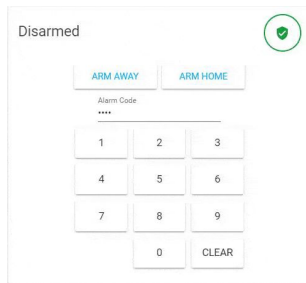 Disarmed
ARM AWAY ARM HOME
Alarm Code
••••
1 2 3
4 5 6
7 8 9
0 CLEAR